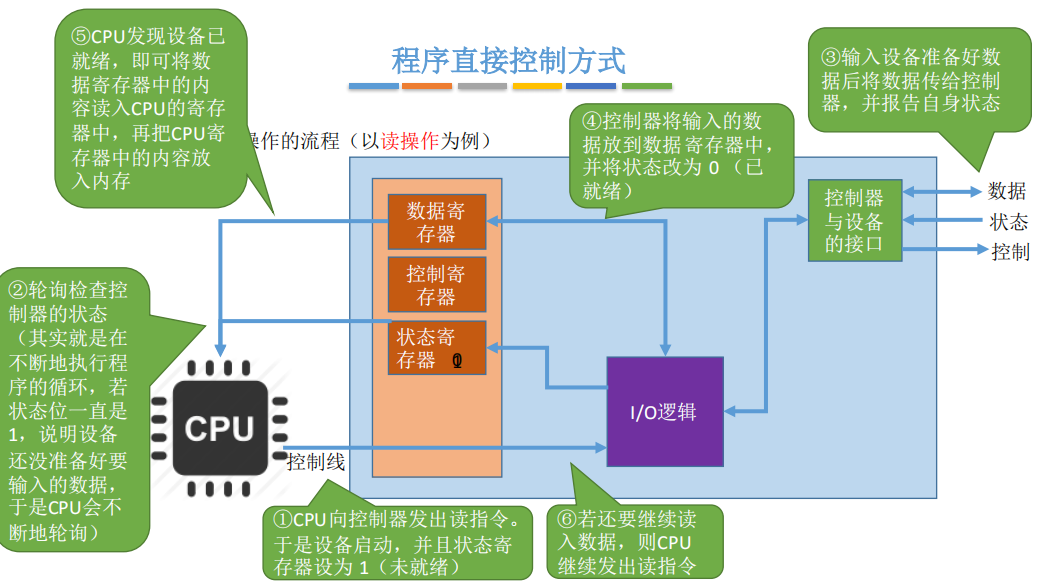 程序直接控制方式
操作的流程（以读操作为例）
⑤CPU发现设备已
就绪，即可将数
据寄存器中的内
容读入CPU的寄存
器中，再把CPU寄
存器中的内容放
入内存
④控制器将输入的数
据放到数据寄存器中，
并将状态改为 0 （已
就绪）
③输入设备准备好数
据后将数据传给控制
器，并报告自身状态
数据寄
存器
控制寄
存器
状态寄
存器
控制器
与设备
的接口
数据
状态
控制
②轮询检查控
制器的状态
（其实就是在
不断地执行程
序的循环，若
状态位一直是
1，说明设备
还没准备好要
输入的数据，
于是CPU会不
断地轮询）
CPU
I/O逻辑
控制线
①CPU向控制器发出读指令。
于是设备启动，并且状态寄
存器设为 1（未就绪）
⑥若还要继续读
入数据，则CPU
继续发出读指令